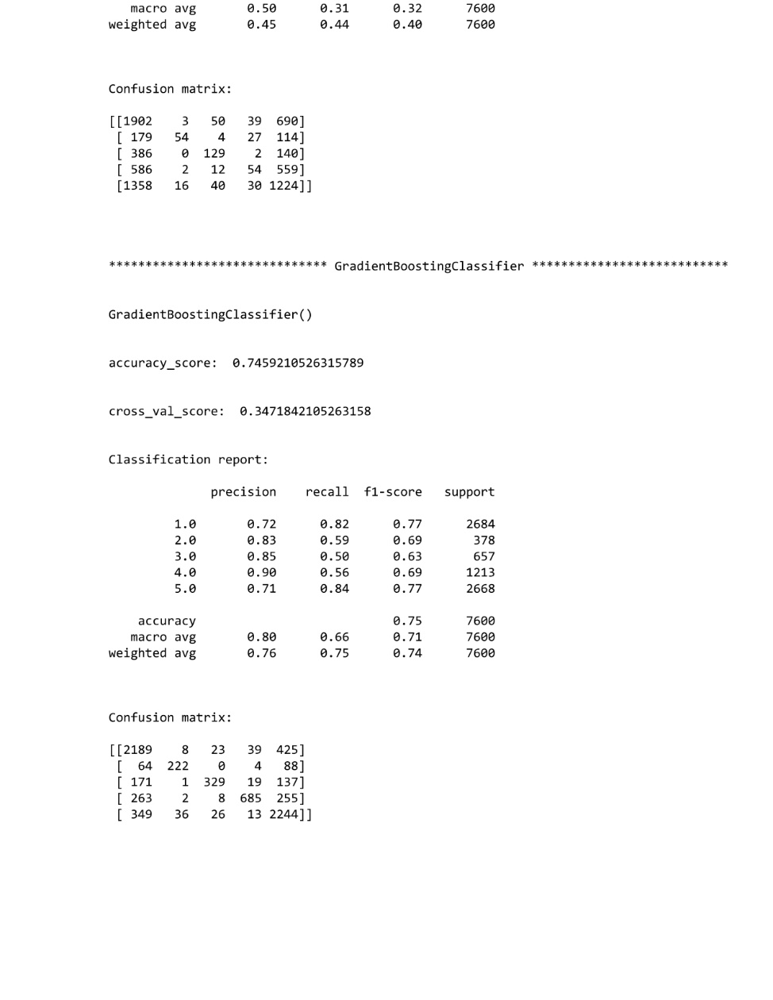 macro avg 0.50 0.31 0.32 7600
weighted avg 0.45 0.44 0.40 7600
Confusion matrix:
[[1902 3 50 39 690]
[ 179 54 4 27 114]
[ 386 0 129 2 140]
[ 586 2 12 54 559]
[1358 16 40 30 1224]]
****************************** GradientBoostingClassifier ***************************
GradientBoostingClassifier()
accuracy_score: 0.7459210526315789
cross_val_score: 0.3471842105263158
Classification report:
precision recall f1-score support
1.0 0.72 0.82 0.77 2684
2.0 0.83 0.59 0.69 378
3.0 0.85 0.50 0.63 657
4.0 0.90 0.56 0.69 1213
5.0 0.71 0.84 0.77 2668
accuracy 0.75 7600
macro avg 0.80 0.66 0.71 7600
weighted avg 0.76 0.75 0.74 7600
Confusion matrix:
[[2189 8 23 39 425]
[ 64 222 0 4 88]
[ 171 1 329 19 137]
[ 263 2 8 685 255]
[ 349 36 26 13 2244]]